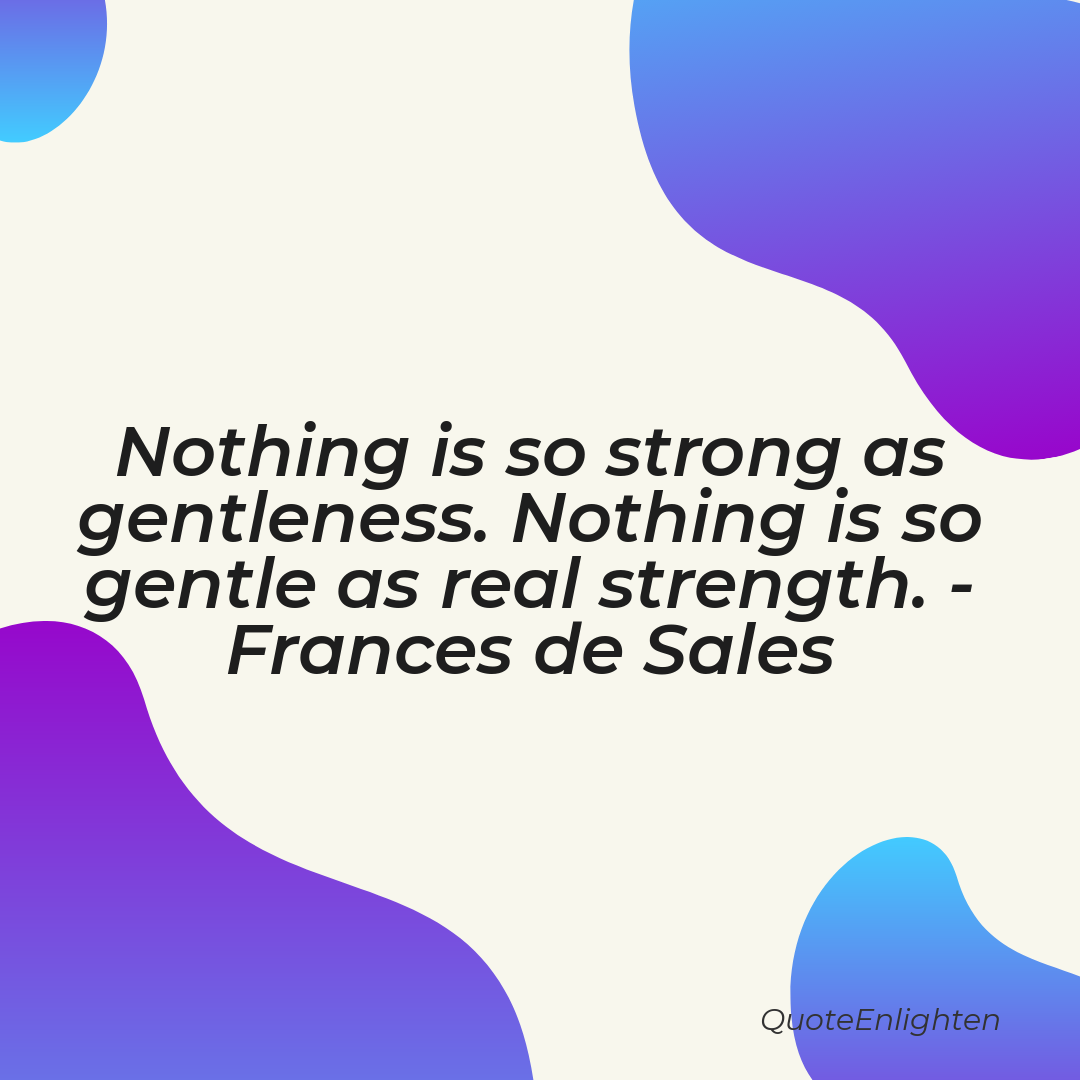 Nothing is so strong as
gentleness. Nothing is so
gentle as real strength. -
Frances de Sales
QuoteEnlighten